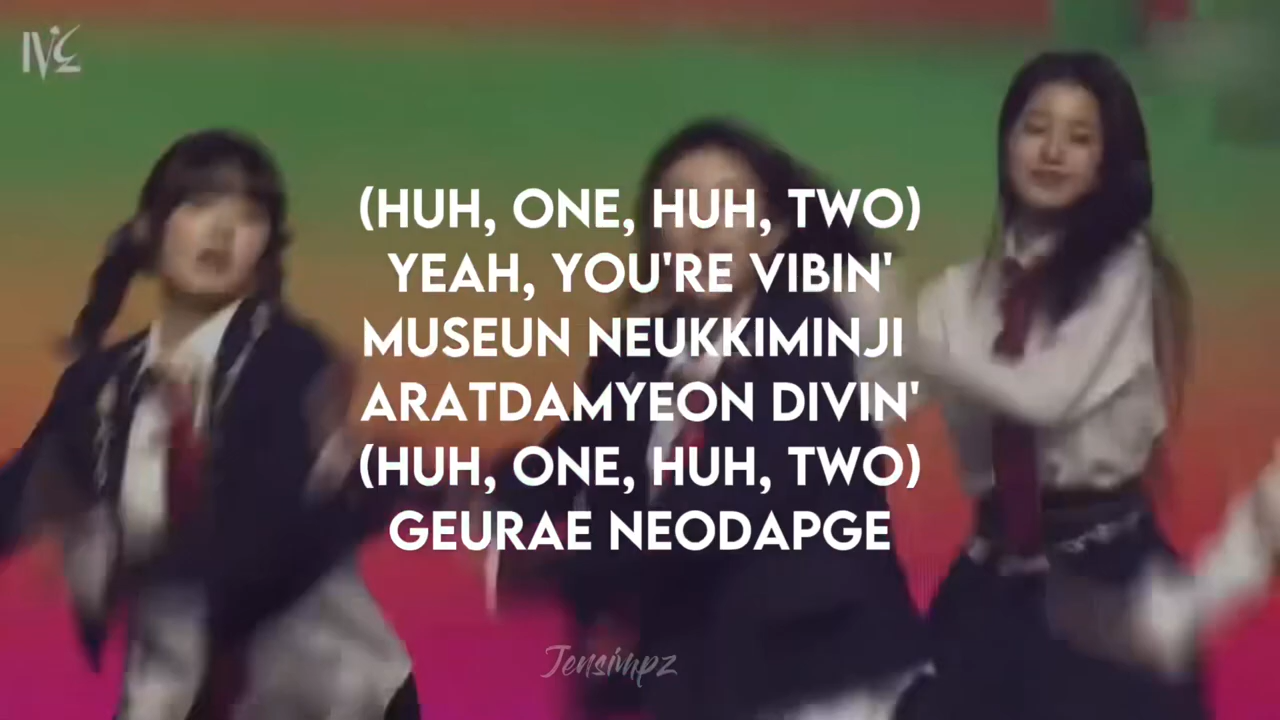 IVE
(HUH, ONE, HUH, TWO)
YEAH, YOU'RE VIBIN'
MUSEUN NEUKKIMINJI
ARATDAMYEON DIVIN'
(HUH, ONE, HUH, TWO)
GEURAE NEODAPGE
Jensimpz